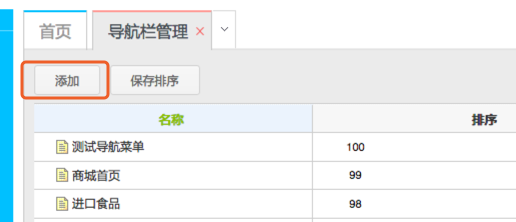 首页 导航栏管理 ×
添加 保存排序
名称 排序
测试导航菜单 100
商城首页 99
进口食品 98